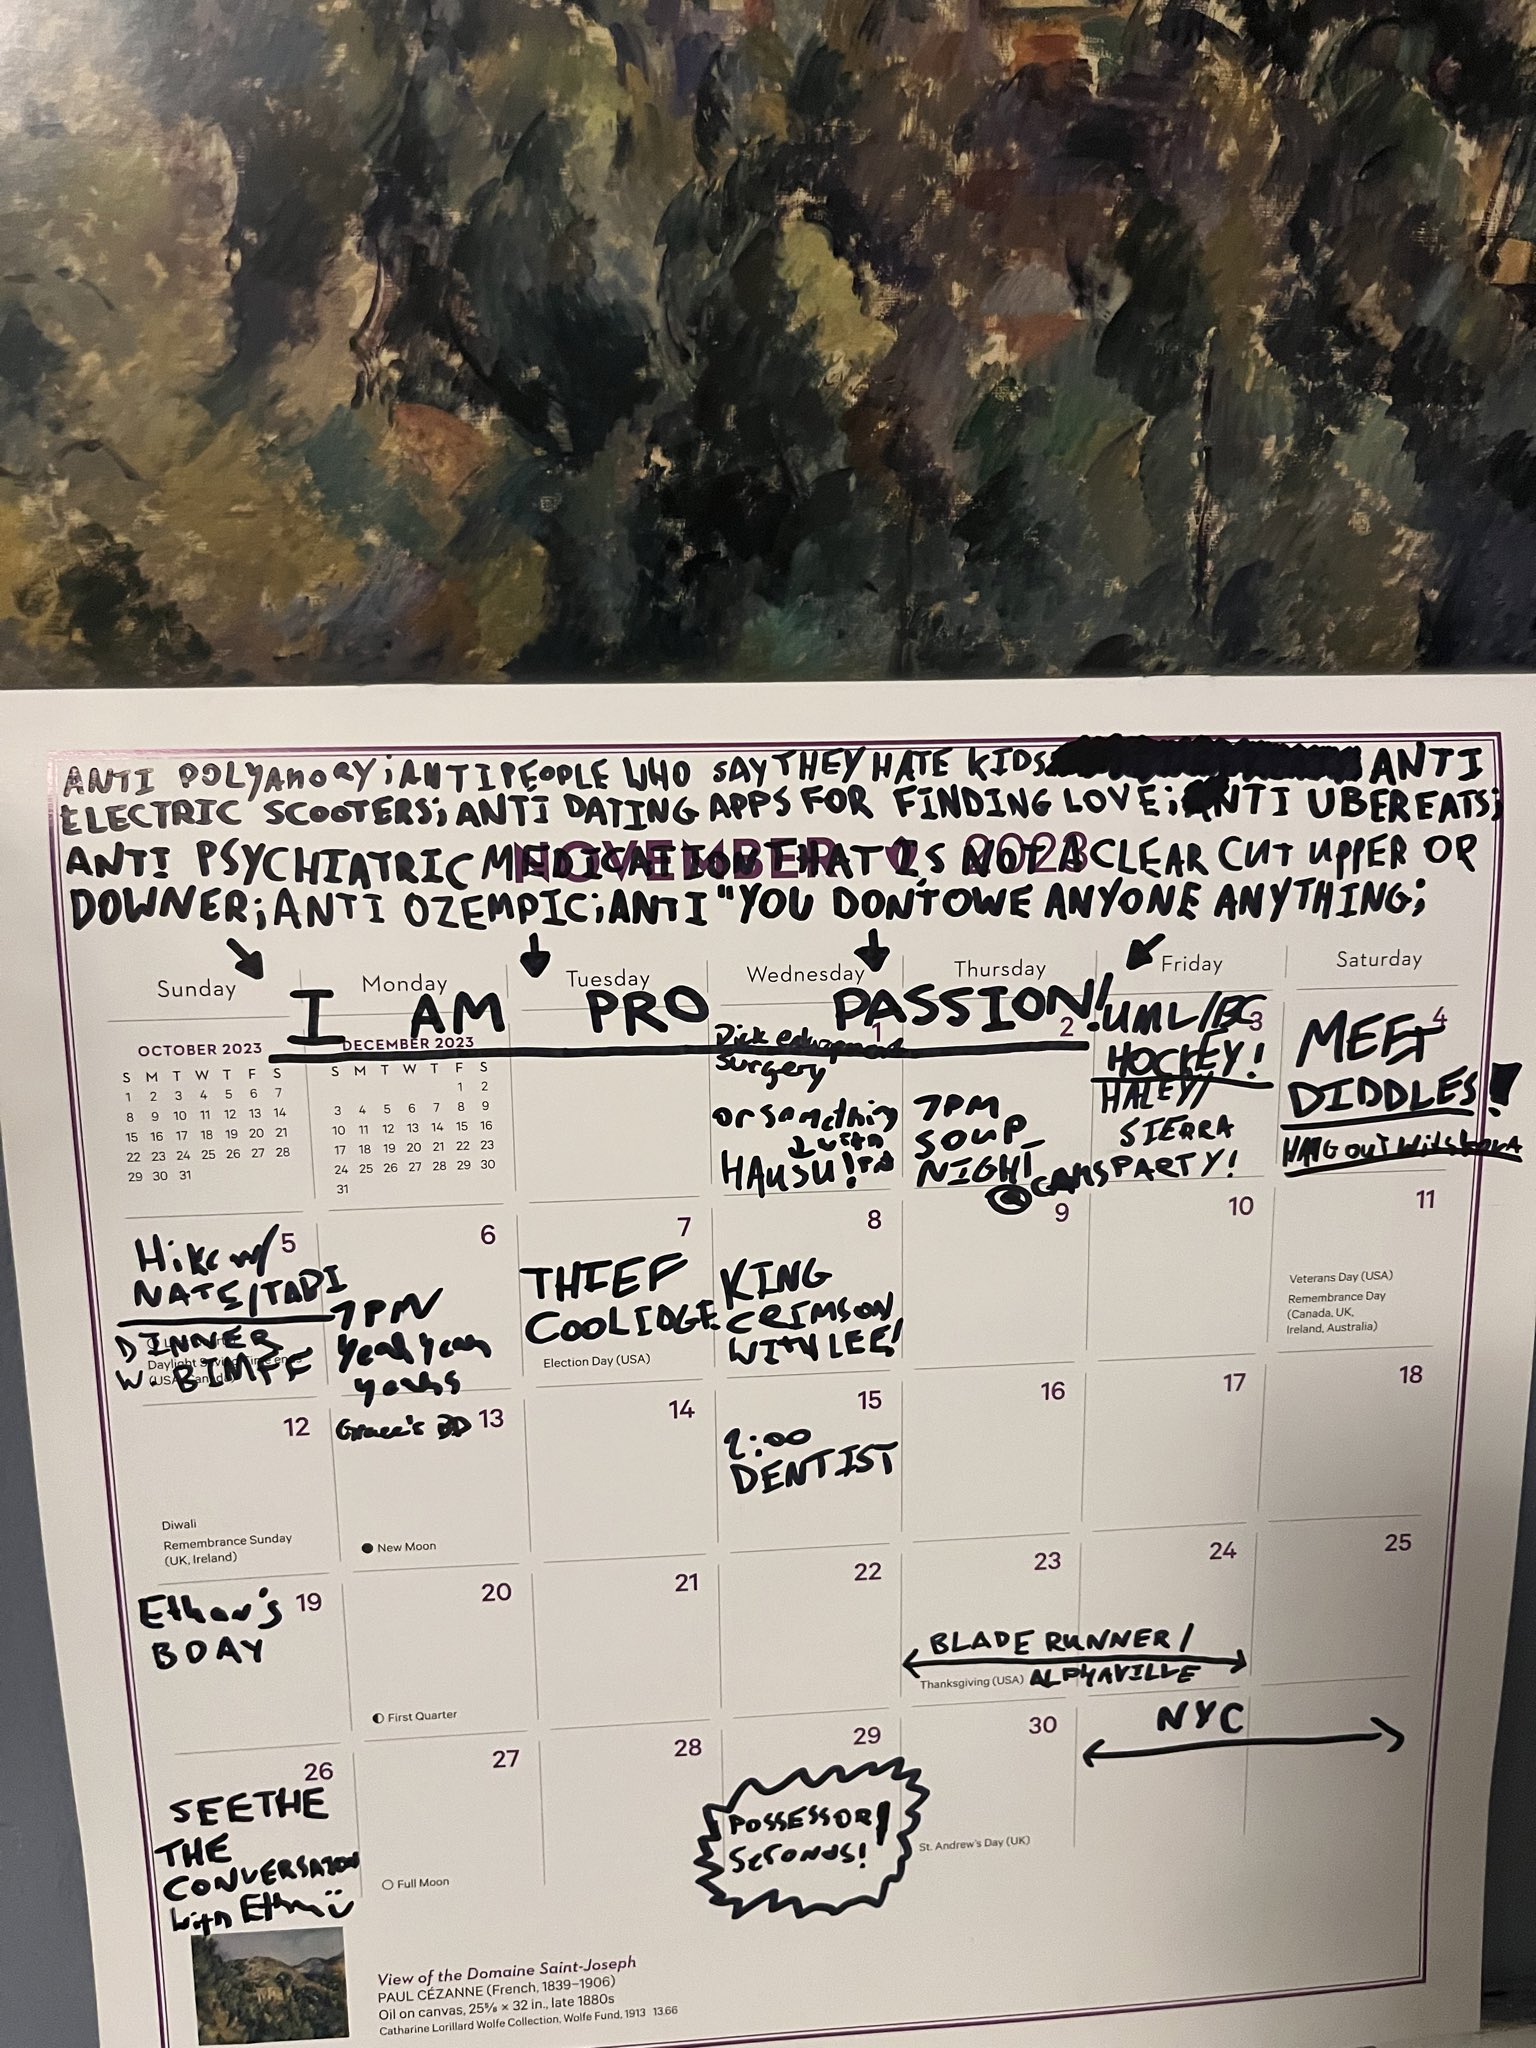 ANTI POLYAMORY; ANTI PEOPLE WHO SAY THEY HATE KIDS ANTI
ELECTRIC SCOOTERS; ANTI DATING APPS FOR FINDING LOVE; ANTI UBEREATS;
NOVEMBER 2023
ANTI PSYCHIATRIC MEDICATION THAT IS NOT A CLEAR CUT UPPER OR
DOWNER; ANTI OZEMPIC; ANTI "YOU DON'T OWE ANYONE ANYTHING;
Sunday Monday Tuesday Wednesday Thursday Friday Saturday
I AM PRO PASSION!
OCTOBER 2023
S M T W T F S
1 2 3 4 5 6 7
8 9 10 11 12 13 14
15 16 17 18 19 20 21
22 23 24 25 26 27 28
29 30 31
DECEMBER 2023
S M T W T F S
1 2
3 4 5 6 7 8 9
10 11 12 13 14 15 16
17 18 19 20 21 22 23
24 25 26 27 28 29 30
31
1
Dick
surgery
or something
with
HAUSU!
2
7PM
SOUP
NIGHT
@CAMS
3
UML/BC
HOCKEY!
HALEY/
SIERRA
PARTY!
4
MEET
DIDDLES!
HANG out with
5
Hike w/
NATE/TABI
DINNER
W. BIMFF
Daylight Saving Time ends
(USA, Canada)
6
7PM
Yeah Yeah
Yeahs
7
THIEF
COOLIDGE
Election Day (USA)
8
KING
CRIMSON
WITH LEE!
9
10
11
Veterans Day (USA)
Remembrance Day
(Canada, UK,
Ireland, Australia)
12
Diwali
Remembrance Sunday
(UK, Ireland)
13
Grace's BD
New Moon
14
15
2:00
DENTIST
16
17
18
19
Ethan's
BDAY
20
First Quarter
21
22
23
24
BLADE RUNNER/
ALPHAVILLE
Thanksgiving (USA)
25
NYC
26
SEETHE
THE
CONVERSATION
with Ethan
27
Full Moon
28
29
POSSESSOR/
Seconds!
30
St. Andrew's Day (UK)
View of the Domaine Saint-Joseph
PAUL CÉZANNE (French, 1839–1906)
Oil on canvas, 25⅝ × 32 in., late 1880s
Catharine Lorillard Wolfe Collection, Wolfe Fund, 1913 13.66